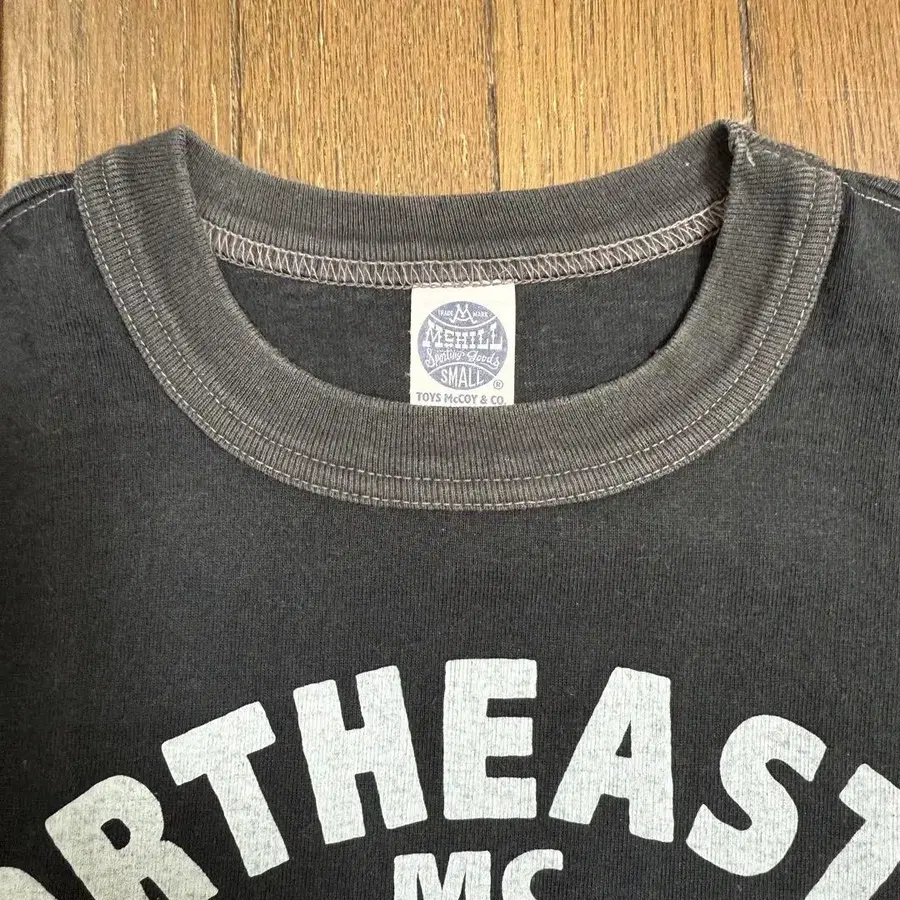 TRADE M MARK
McHILL
Sporting Goods
SMALL ®
TOYS McCOY & CO.
ORTHEAST
MC